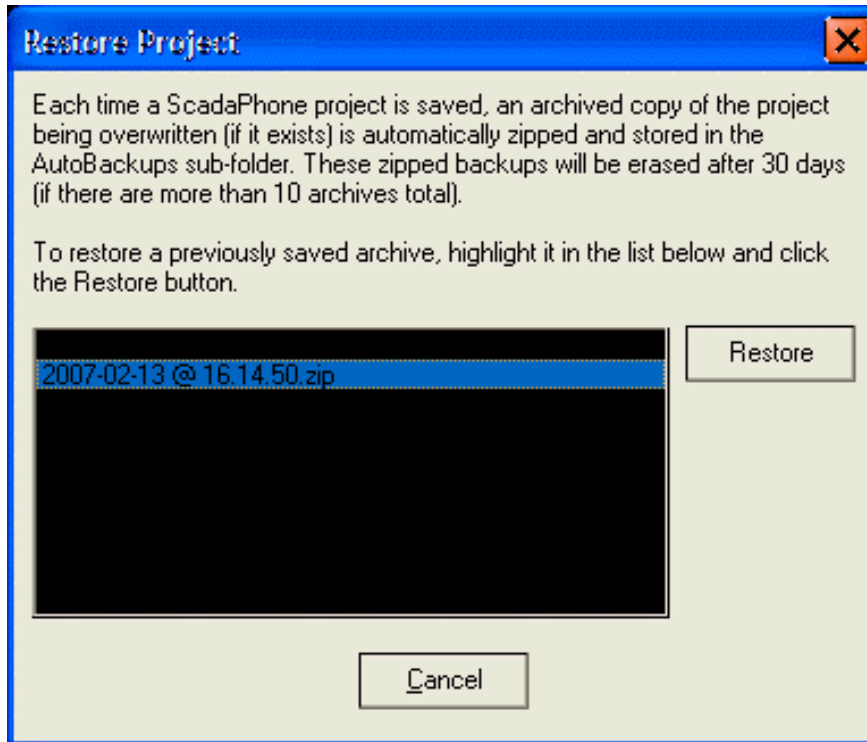 Restore Project
Each time a ScadaPhone project is saved, an archived copy of the project
being overwritten (if it exists) is automatically zipped and stored in the
AutoBackups sub-folder. These zipped backups will be erased after 30 days
(if there are more than 10 archives total).
To restore a previously saved archive, highlight it in the list below and click
the Restore button.
2007-02-13 @ 16.14.50.zip
Restore
Cancel